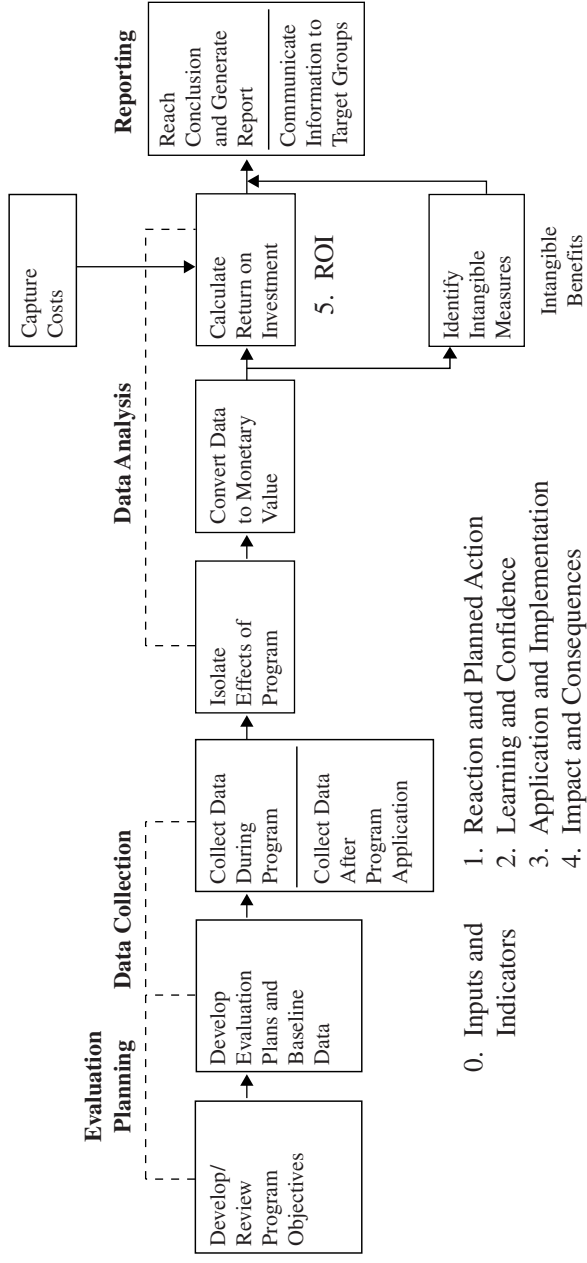 Evaluation
Planning
Develop/
Review
Program
Objectives
Develop
Evaluation
Plans and
Baseline
Data
0. Inputs and
Indicators
Data Collection
Collect Data
During
Program
Collect Data
After
Program
Application
1. Reaction and Planned Action
2. Learning and Confidence
3. Application and Implementation
4. Impact and Consequences
Data Analysis
Isolate
Effects of
Program
Convert Data
to Monetary
Value
Capture
Costs
Calculate
Return on
Investment
5. ROI
Identify
Intangible
Measures
Intangible
Benefits
Reporting
Reach
Conclusion
and Generate
Report
Communicate
Information to
Target Groups